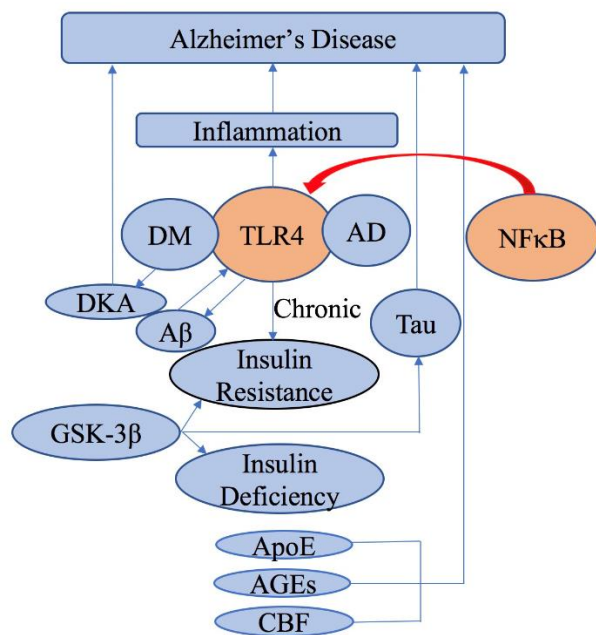 Alzheimer's Disease
Inflammation
DM
TLR4
AD
NFκB
DKA
Aβ
Chronic
Tau
Insulin
Resistance
GSK-3β
Insulin
Deficiency
ApoE
AGEs
CBF